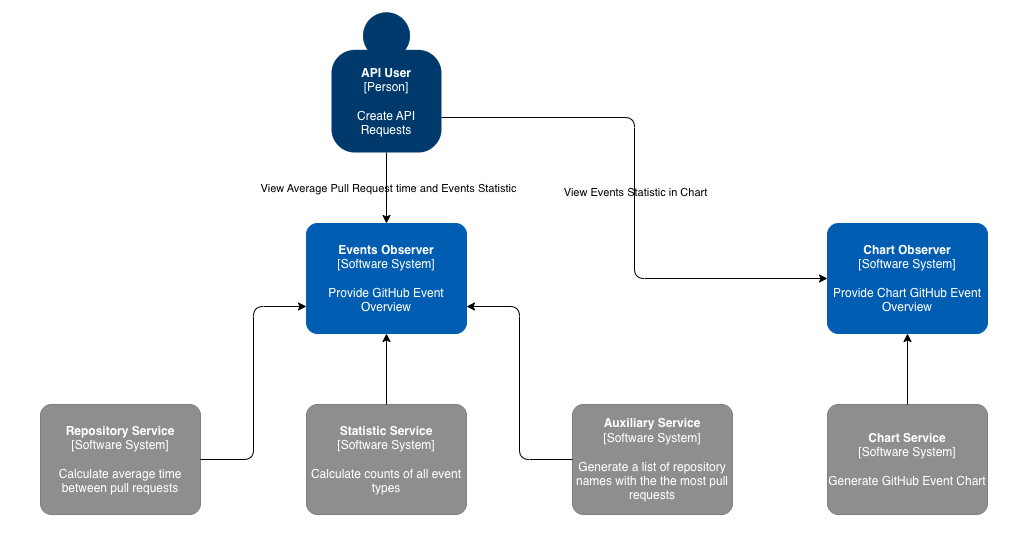 API User
[Person]
Create API
Requests
View Average Pull Request time and Events Statistic
View Events Statistic in Chart
Events Observer
[Software System]
Provide GitHub Event
Overview
Chart Observer
[Software System]
Provide Chart GitHub Event
Overview
Repository Service
[Software System]
Calculate average time
between pull requests
Statistic Service
[Software System]
Calculate counts of all event
types
Auxiliary Service
[Software System]
Generate a list of repository
names with the the most pull
requests
Chart Service
[Software System]
Generate GitHub Event Chart